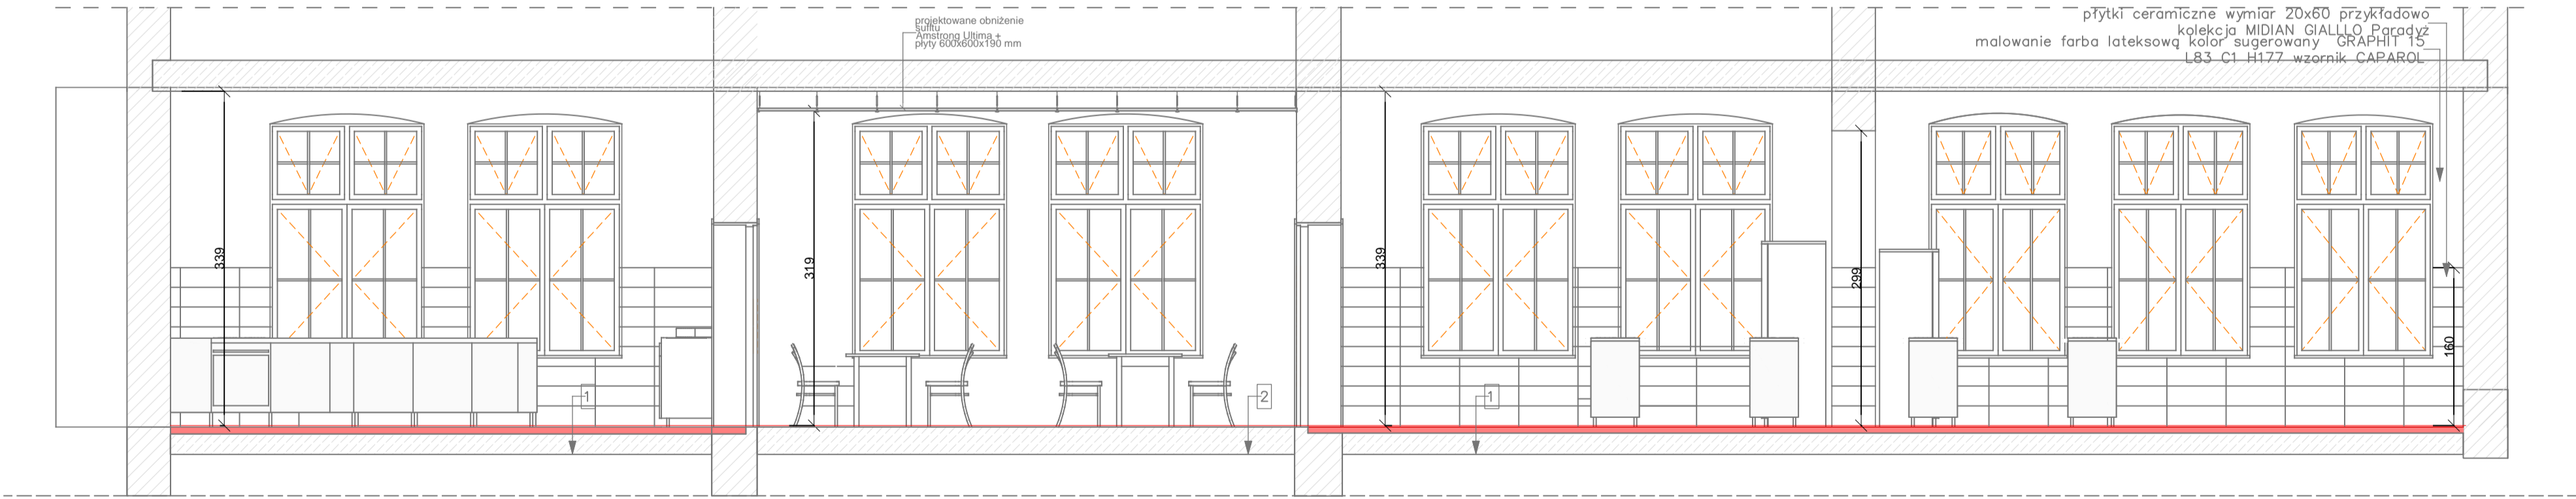 projektowane obniżenie
sufitu
Amstrong Ultima +
płyty 600x600x190 mm
płytki ceramiczne wymiar 20x60 przykładowo
kolekcja MIDIAN GIALLLO Paradyż
malowanie farba lateksową kolor sugerowany GRAPHIT 15
L83 C1 H177 wzornik CAPAROL
339
319
339
299
160
1
2
1